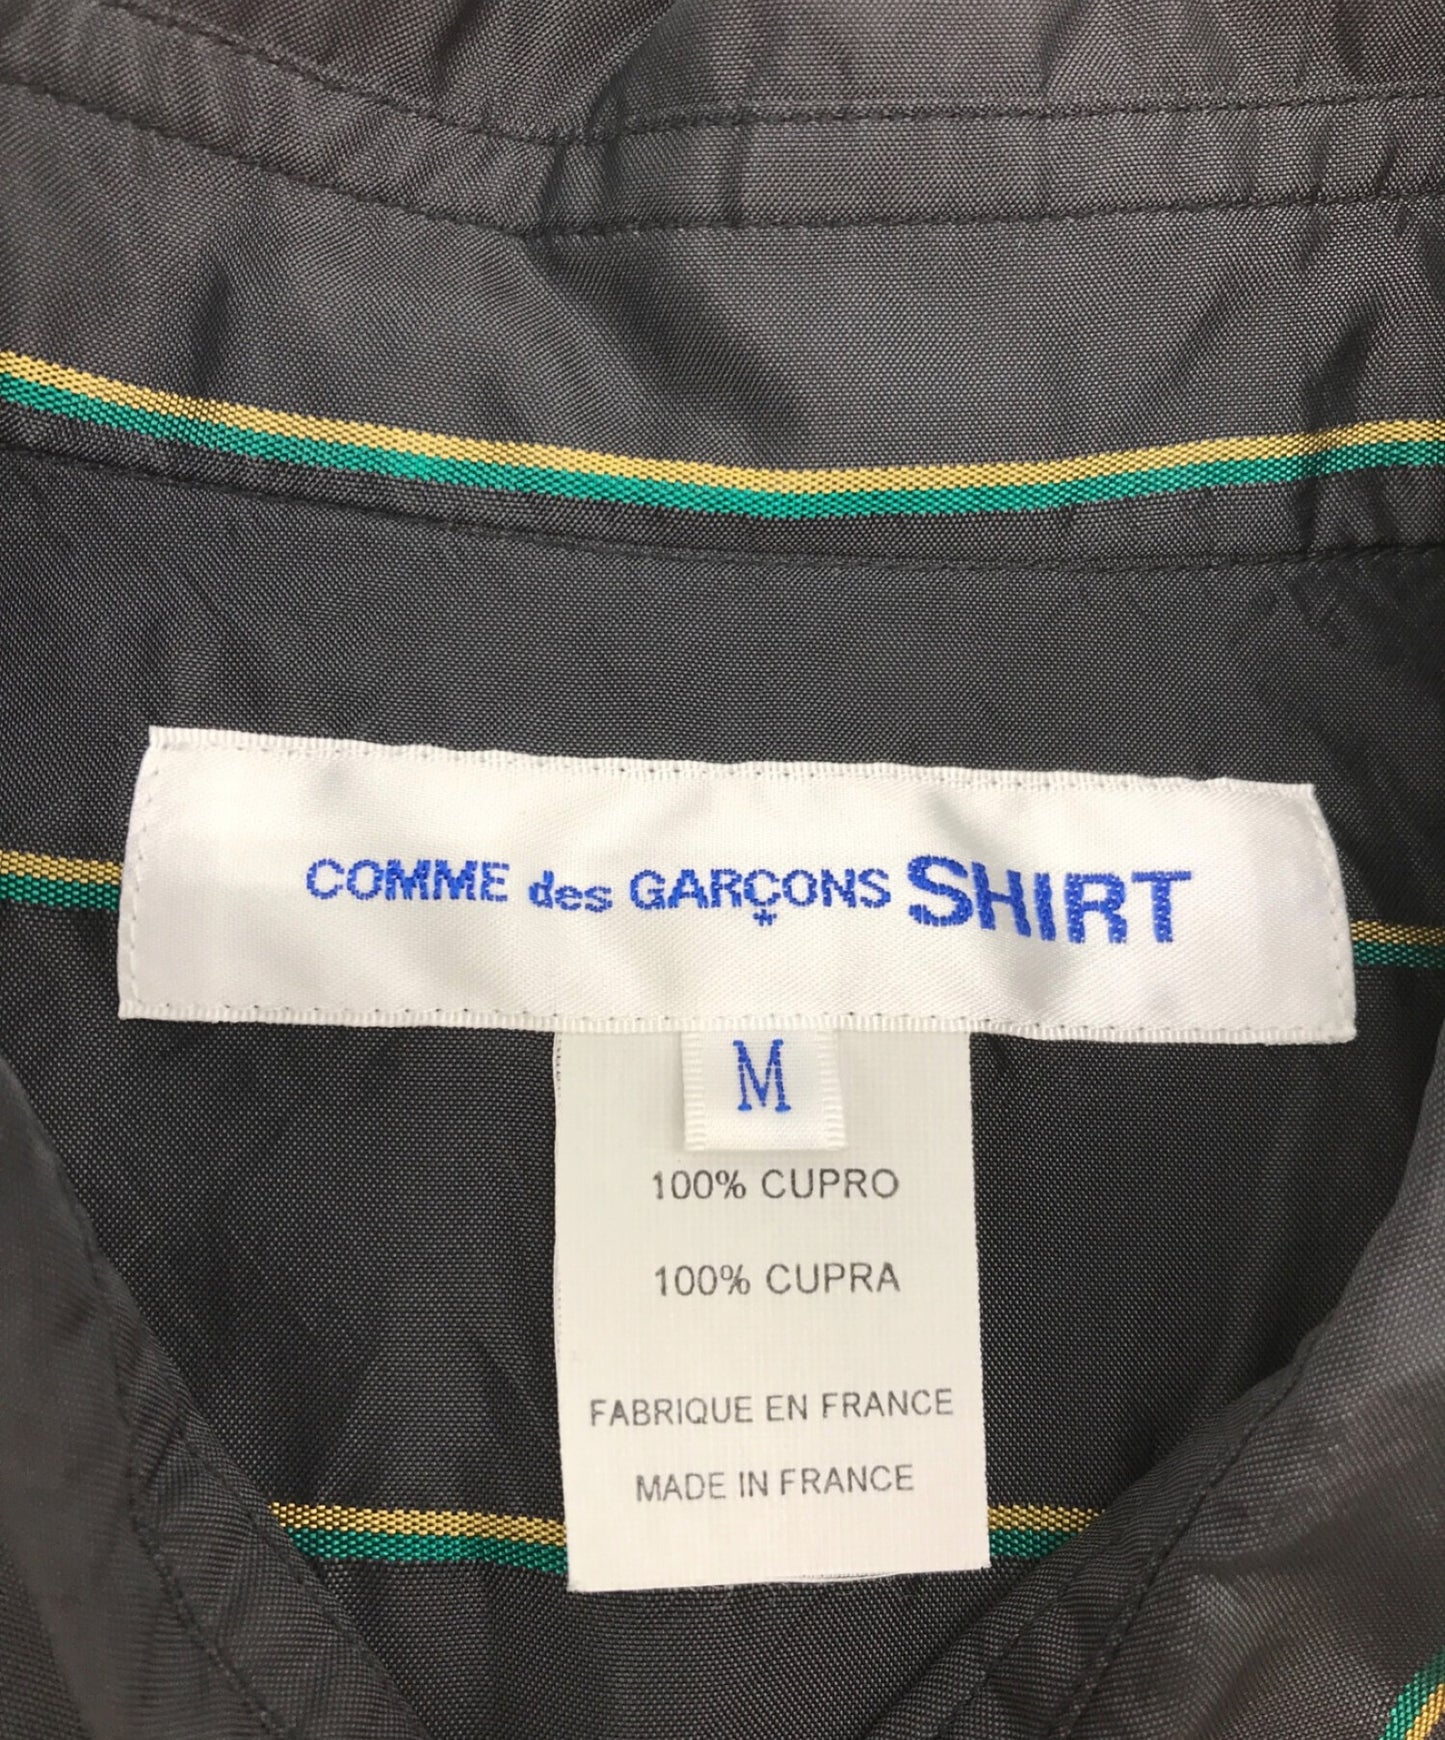 COMME des GARÇONS SHIRT
M
100% CUPRO
100% CUPRA
FABRIQUE EN FRANCE
MADE IN FRANCE